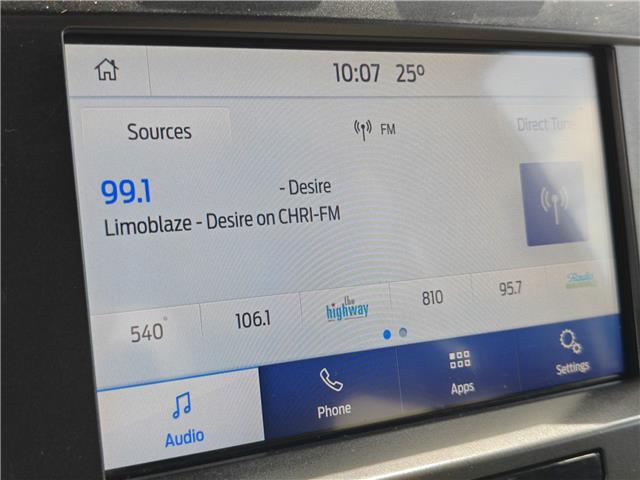 10:07 25°
Sources
FM
Direct Tune
99.1 - Desire
Limoblaze - Desire on CHRI-FM
540 106.1 the highway 810 95.7
Audio
Phone
Apps
Settings